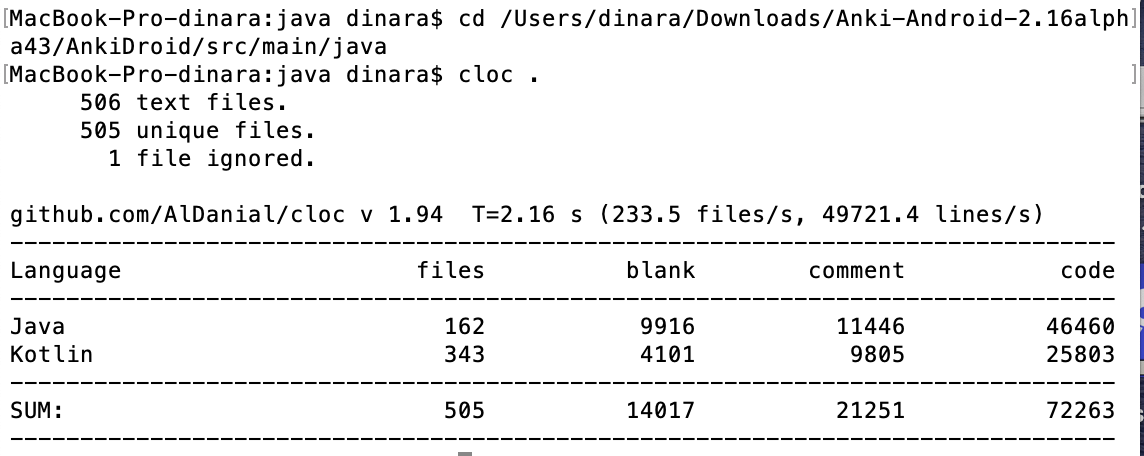 [MacBook-Pro-dinara:java dinara$ cd /Users/dinara/Downloads/Anki-Android-2.16alph]
a43/AnkiDroid/src/main/java
[MacBook-Pro-dinara:java dinara$ cloc .                                          ]
     506 text files.
     505 unique files.
       1 file ignored.

github.com/AlDanial/cloc v 1.94  T=2.16 s (233.5 files/s, 49721.4 lines/s)
-------------------------------------------------------------------------------
Language                     files          blank        comment           code
-------------------------------------------------------------------------------
Java                           162           9916          11446          46460
Kotlin                         343           4101           9805          25803
-------------------------------------------------------------------------------
SUM:                           505          14017          21251          72263
-------------------------------------------------------------------------------